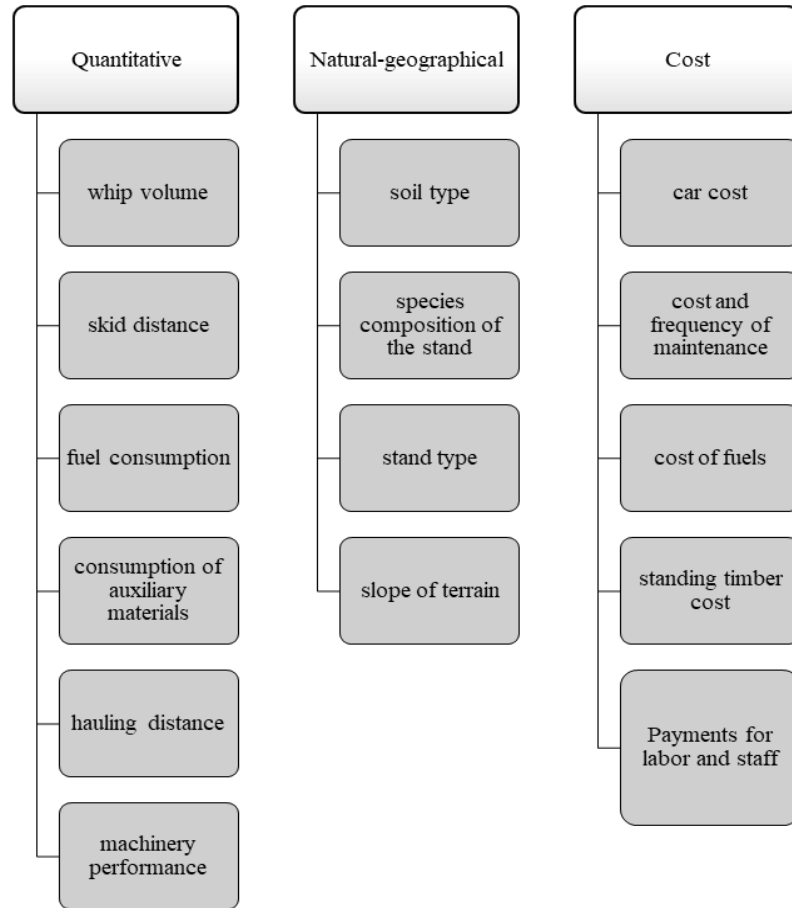 Quantitative
whip volume
skid distance
fuel consumption
consumption of
auxiliary
materials
hauling distance
machinery
performance
Natural-geographical
soil type
species
composition of
the stand
stand type
slope of terrain
Cost
car cost
cost and
frequency of
maintenance
cost of fuels
standing timber
cost
Payments for
labor and staff